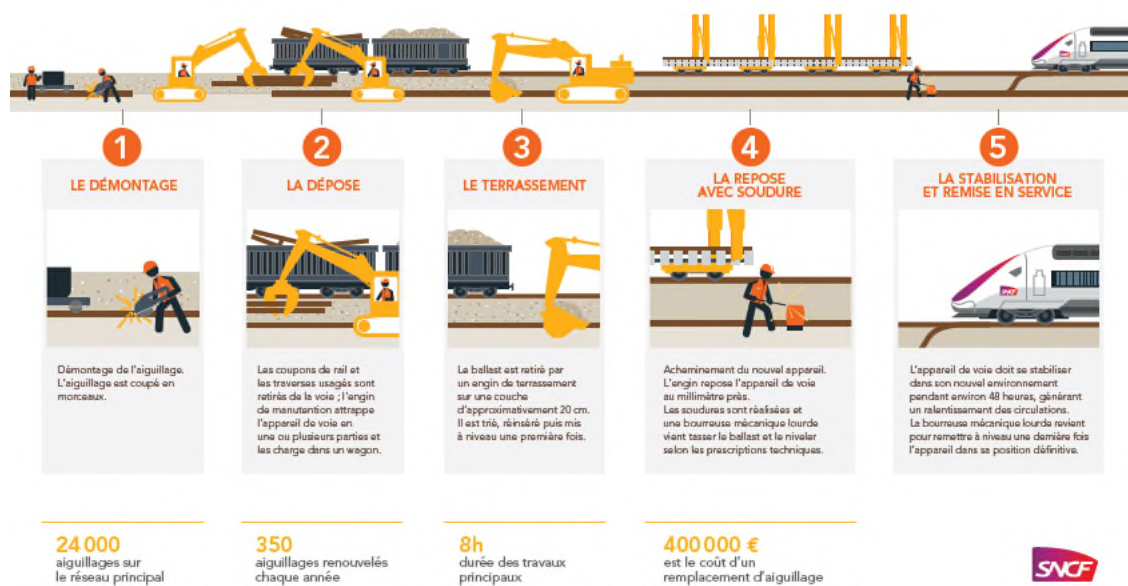 1
LE DÉMONTAGE
Démontage de l'aiguillage.
L'aiguillage est coupé en
morceaux.
2
LA DÉPOSE
Les coupons de rail et
les traverses usagés sont
retirés de la voie ; l'engin
de manutention attrappe
l'appareil de voie en
une ou plusieurs parties et
les charge dans un wagon.
3
LE TERRASSEMENT
Le ballast est retiré par
un engin de terrassement
sur une couche
d'approximativement 20 cm.
Il est trié, réinséré puis mis
à niveau une première fois.
4
LA REPOSE
AVEC SOUDURE
Acheminement du nouvel appareil.
L'engin repose l'appareil de voie
au millimètre près.
Les soudures sont réalisées et
une bourreuse mécanique lourde
vient tasser le ballast et le niveler
selon les prescriptions techniques.
5
LA STABILISATION
ET REMISE EN SERVICE
SNCF
L'appareil de voie doit se stabiliser
dans son nouvel environnement
pendant environ 48 heures, générant
un ralentissement des circulations.
La bourreuse mécanique lourde revient
pour remettre à niveau une dernière fois
l'appareil dans sa position définitive.
24 000
aiguillages sur
le réseau principal
350
aiguillages renouvelés
chaque année
8h
durée des travaux
principaux
400 000 €
est le coût d'un
remplacement d'aiguillage
SNCF